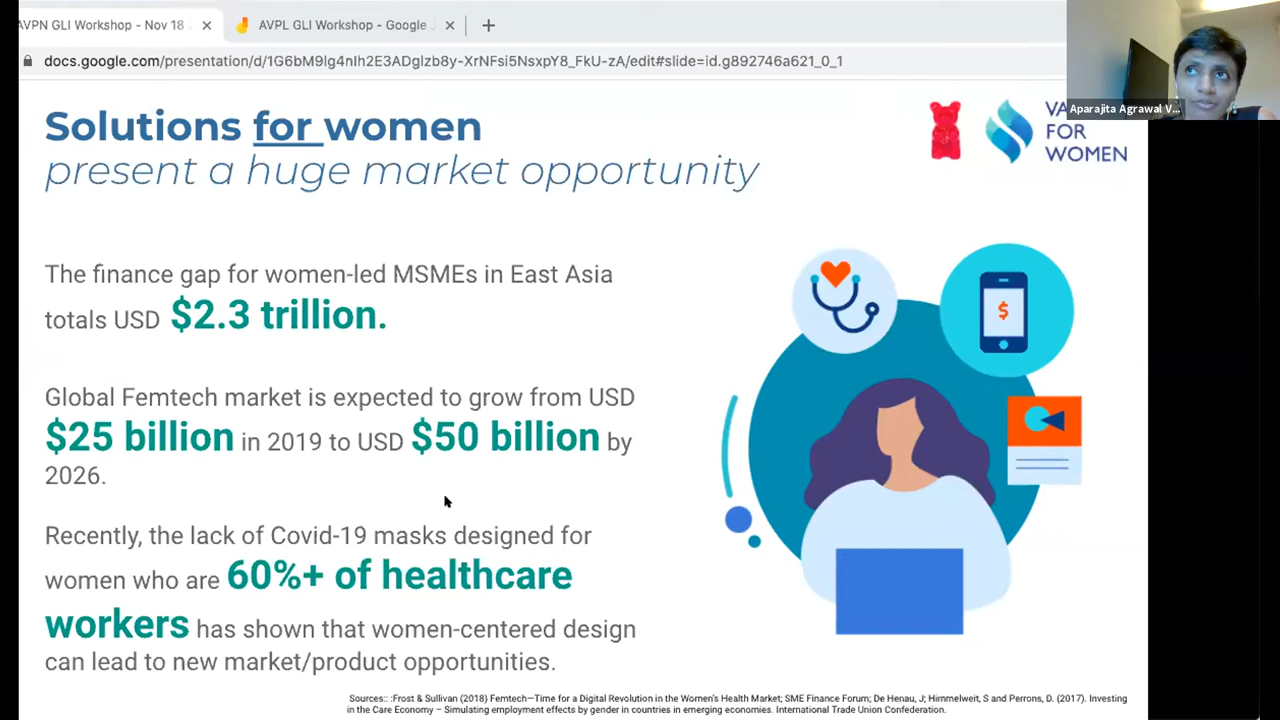 AVPN GLI Workshop - Nov 18
AVPL GLI Workshop - Google
docs.google.com/presentation/d/1G6bM9lg4nIh2E3ADglzb8y-XrNFsi5NsxpY8_FkU-zA/edit#slide=id.g892746a621_0_1
Aparajita Agrawal V...
Solutions for women
present a huge market opportunity
VA
FOR
WOMEN
The finance gap for women-led MSMEs in East Asia
totals USD $2.3 trillion.
Global Femtech market is expected to grow from USD
$25 billion in 2019 to USD $50 billion by
2026.
$
Recently, the lack of Covid-19 masks designed for
women who are 60%+ of healthcare
workers has shown that women-centered design
can lead to new market/product opportunities.
Sources:: :Frost & Sullivan (2018) Femtech—Time for a Digital Revolution in the Women's Health Market; SME Finance Forum; De Henau, J; Himmelweit, S and Perrons, D. (2017). Investing
in the Care Economy – Simulating employment effects by gender in countries in emerging economies. International Trade Union Confederation.